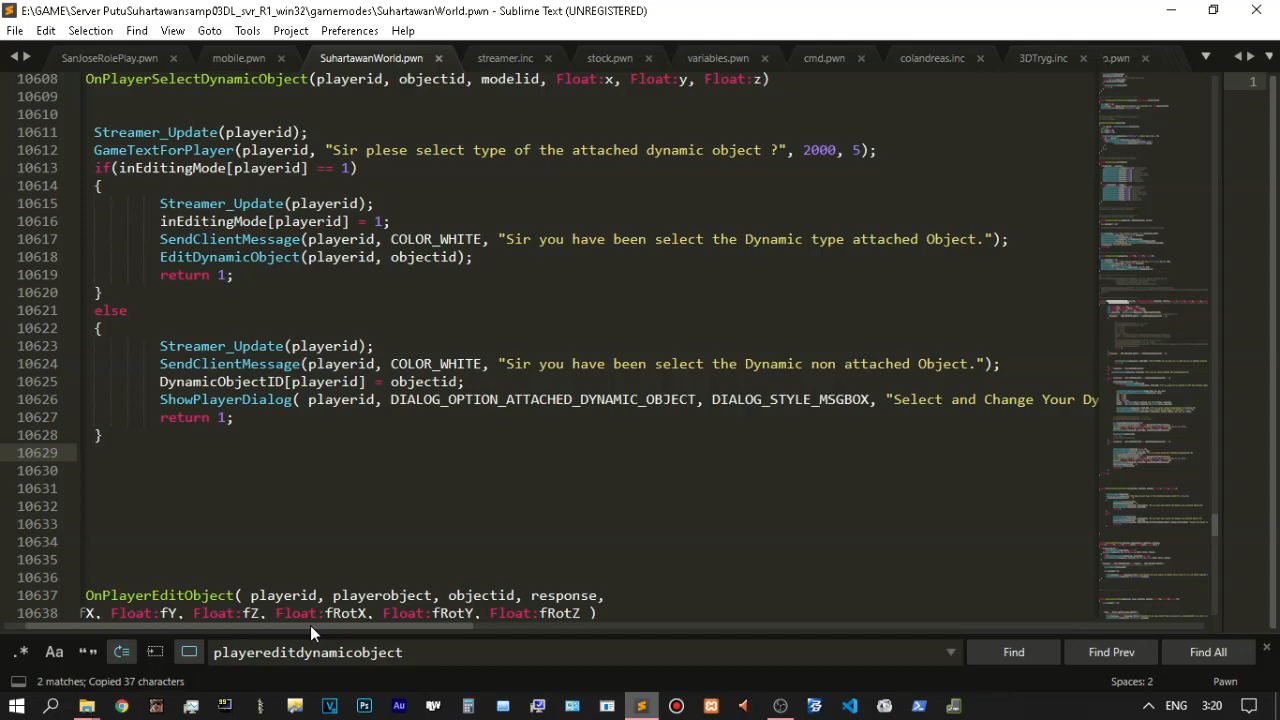 E:\GAME\Server PutuSuhartawansamp03DL_svr_R1_win32\gamemodes\SuhartawanWorld.pwn - Sublime Text (UNREGISTERED)
File Edit Selection Find View Goto Tools Project Preferences Help
SanJoseRolePlay.pwn mobile.pwn SuhartawanWorld.pwn streamer.inc stock.pwn variables.pwn cmd.pwn colandreas.inc 3DTryg.inc o.pwn
10608 OnPlayerSelectDynamicObject(playerid, objectid, modelid, Float:x, Float:y, Float:z) 1
10609
10610
10611 Streamer_Update(playerid);
10612 GameTextForPlayer(playerid, "Sir plese select type of the attached dynamic object ?", 2000, 5);
10613 if(inEditingMode[playerid] == 1)
10614 {
10615 Streamer_Update(playerid);
10616 inEditingMode[playerid] = 1;
10617 SendClientMessage(playerid, COLOR_WHITE, "Sir you have been select the Dynamic type attached Object.");
10618 EditDynamicObject(playerid, objectid);
10619 return 1;
10620 }
10621 else
10622 {
10623 Streamer_Update(playerid);
10624 SendClientMessage(playerid, COLOR_WHITE, "Sir you have been select the Dynamic non attached Object.");
10625 DynamicObjectID[playerid] = objectid;
10626 ShowPlayerDialog( playerid, DIALOG_OPTION_ATTACHED_DYNAMIC_OBJECT, DIALOG_STYLE_MSGBOX, "Select and Change Your Dy
10627 return 1;
10628 }
10629
10630
10631
10632
10633
10634
10635
10636
10637 OnPlayerEditObject( playerid, playerobject, objectid, response,
10638 fX, Float:fY, Float:fZ, Float:fRotX, Float:fRotY, Float:fRotZ )
.* Aa playereditdynamicobject Find Find Prev Find All
2 matches; Copied 37 characters Spaces: 2 Pawn
ENG 3:20